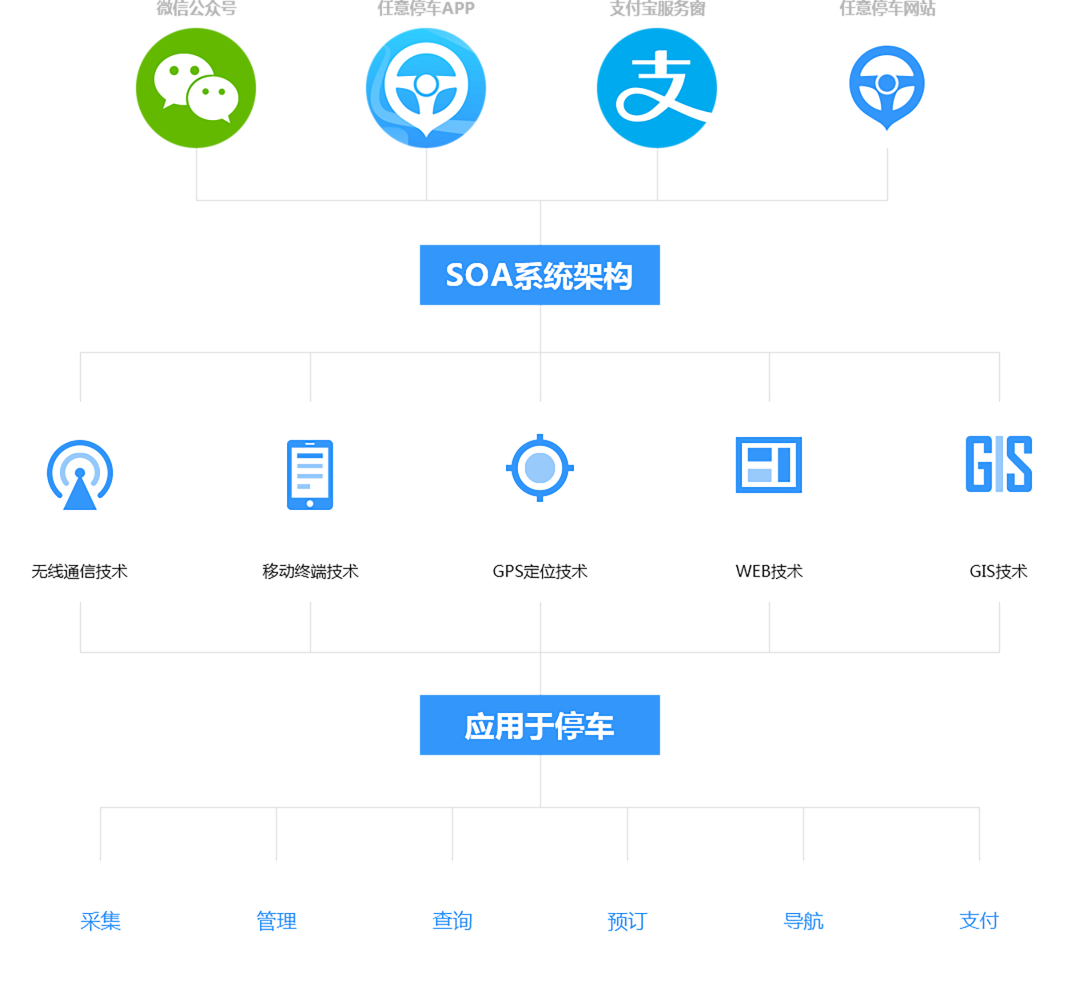 微信公众号
任意停车APP
支付宝服务窗
任意停车网站
支
SOA系统架构
GIS
无线通信技术
移动终端技术
GPS定位技术
WEB技术
GIS技术
应用于停车
采集
管理
查询
预订
导航
支付